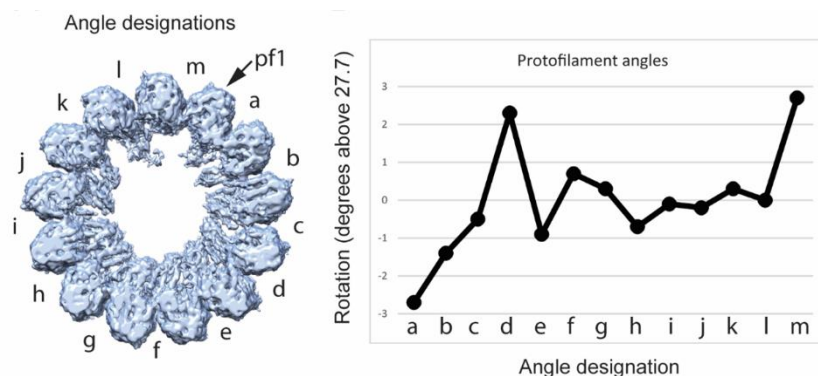 Angle designations
l
m
pf1
k
a
j
b
i
c
h
d
g
e
f
Protofilament angles
Rotation (degrees above 27.7)
3
2
1
0
-1
-2
-3
a b c d e f g h i j k l m
Angle designation